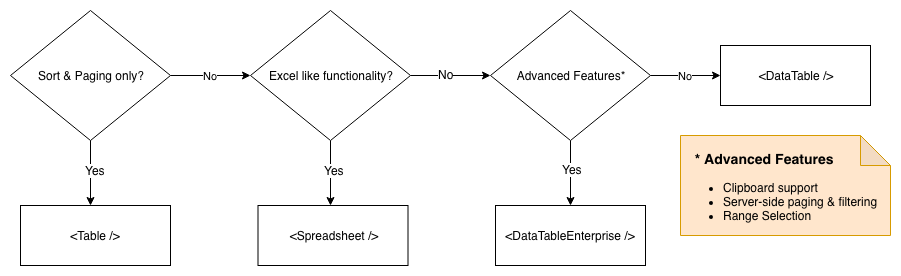 Sort & Paging only?
No
Excel like functionality?
No
Advanced Features*
No
<DataTable />
Yes
Yes
Yes
<Table />
<Spreadsheet />
<DataTableEnterprise />
* Advanced Features
• Clipboard support
• Server-side paging & filtering
• Range Selection